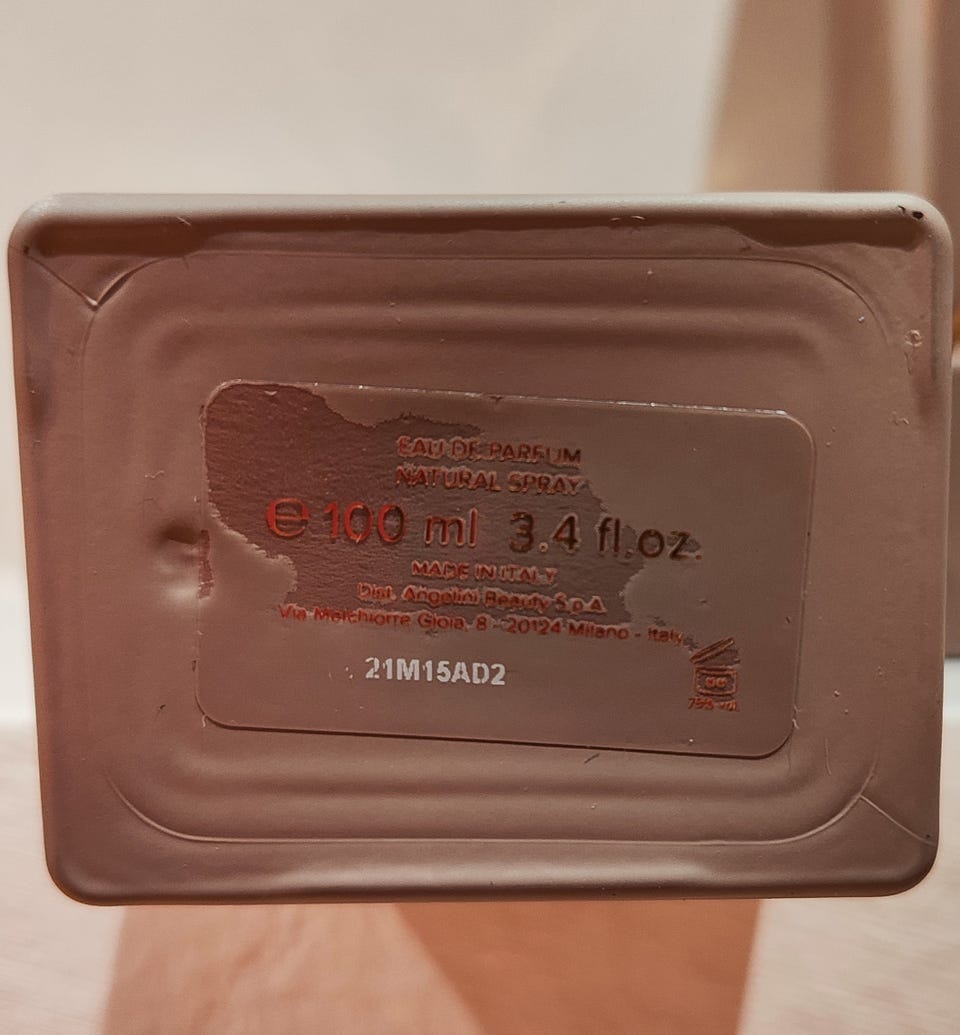 EAU DE PARFUM
NATURAL SPRAY
℮ 100 ml 3.4 fl.oz.
MADE IN ITALY
Dist. Angelini Beauty S.p.A.
Via Melchiorre Gioia, 8 - 20124 Milano - Italy
21M15AD2
vol.